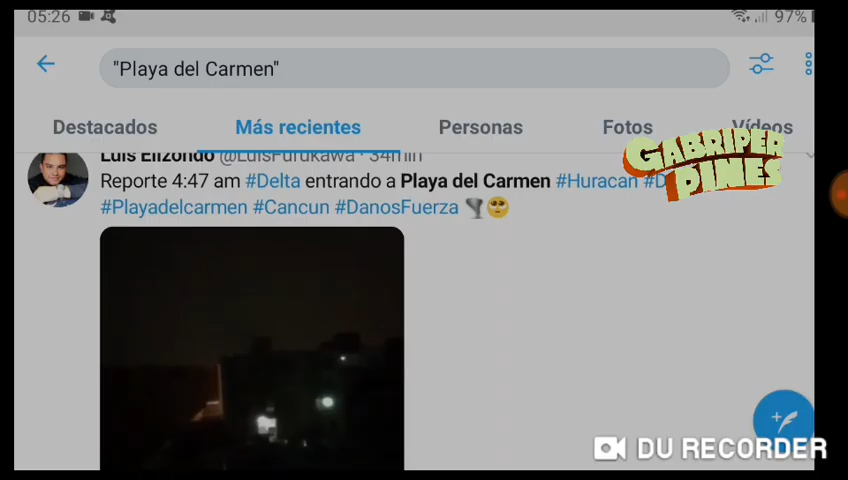 05:26
97%
"Playa del Carmen"
Destacados Más recientes Personas Fotos Vídeos
Luis Elizondo @LuisFurukawa · 34min
Reporte 4:47 am #Delta entrando a Playa del Carmen #Huracan
#Playadelcarmen #Cancun #DanosFuerza
GABRIPER
PINES
DU RECORDER